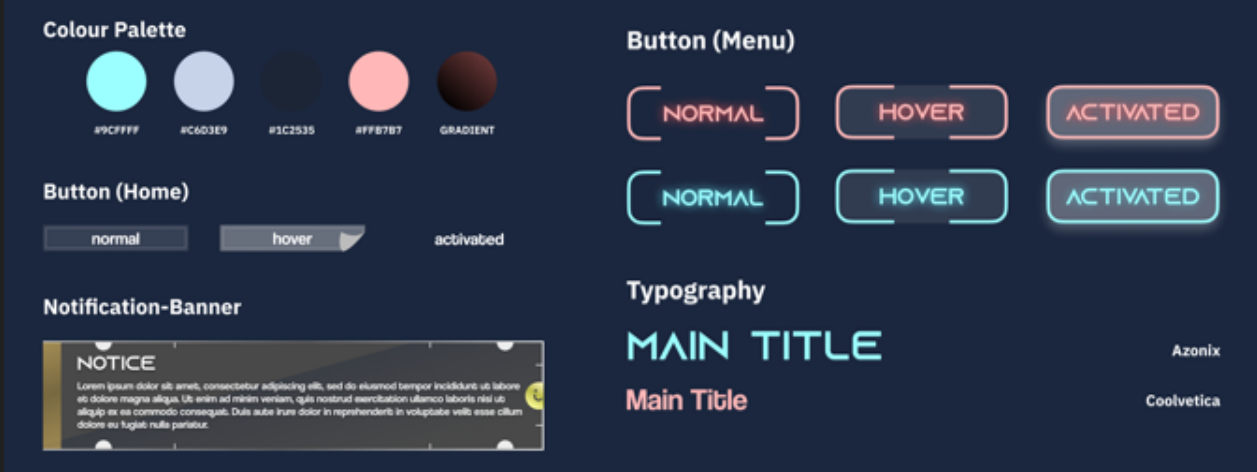 Colour Palette
#9CFFFF #C6D3E9 #1C2535 #FFB7B7 GRADIENT
Button (Home)
normal hover activated
Notification-Banner
NOTICE
Lorem ipsum dolor sit amet, consectetur adipiscing elit, sed do eiusmod tempor incididunt ut labore
et dolore magna aliqua. Ut enim ad minim veniam, quis nostrud exercitation ullamco laboris nisi ut
aliquip ex ea commodo consequat. Duis aute irure dolor in reprehenderit in voluptate velit esse cillum
dolore eu fugiat nulla pariatur.
Button (Menu)
NORMAL HOVER ACTIVATED
NORMAL HOVER ACTIVATED
Typography
MAIN TITLE Azonix
Main Title Coolvetica